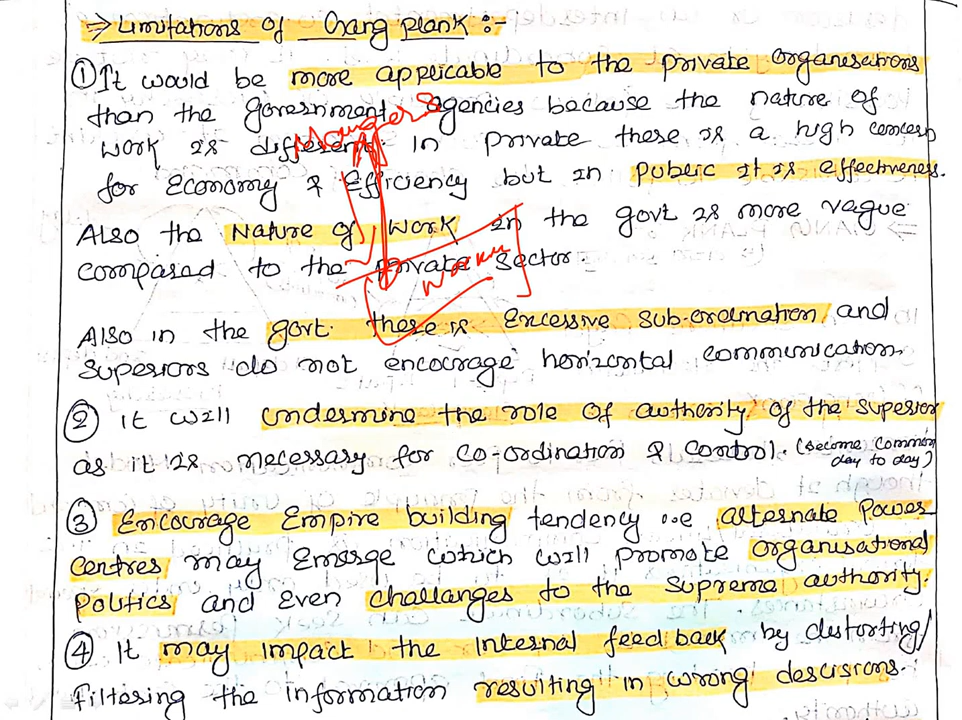 ⇒ Limitations of Gang Plank :-
① It would be more applicable to the private organisations
than the government agencies because the nature of
work is different. In private there is a high concern
for Economy & Efficiency but in public it is effectiveness.
Also the Nature of Work in the govt is more vague
compased to the private sector.
Managers
Worker
Also in the govt. there is Excessive sub-ordination and
superiors do not encourage horizontal communication.
② it will undermine the role of authority of the superior
as it is necessary for co-ordination & control. (become common
day to day)
③ Encourage Empire building tendency i.e alternate Power
Centres may Emerge which will promote organisational
Politics and even challanges to the supreme authority.
④ It may impact the internal feed back by distorting/
filtering the information resulting in wrong descisions.